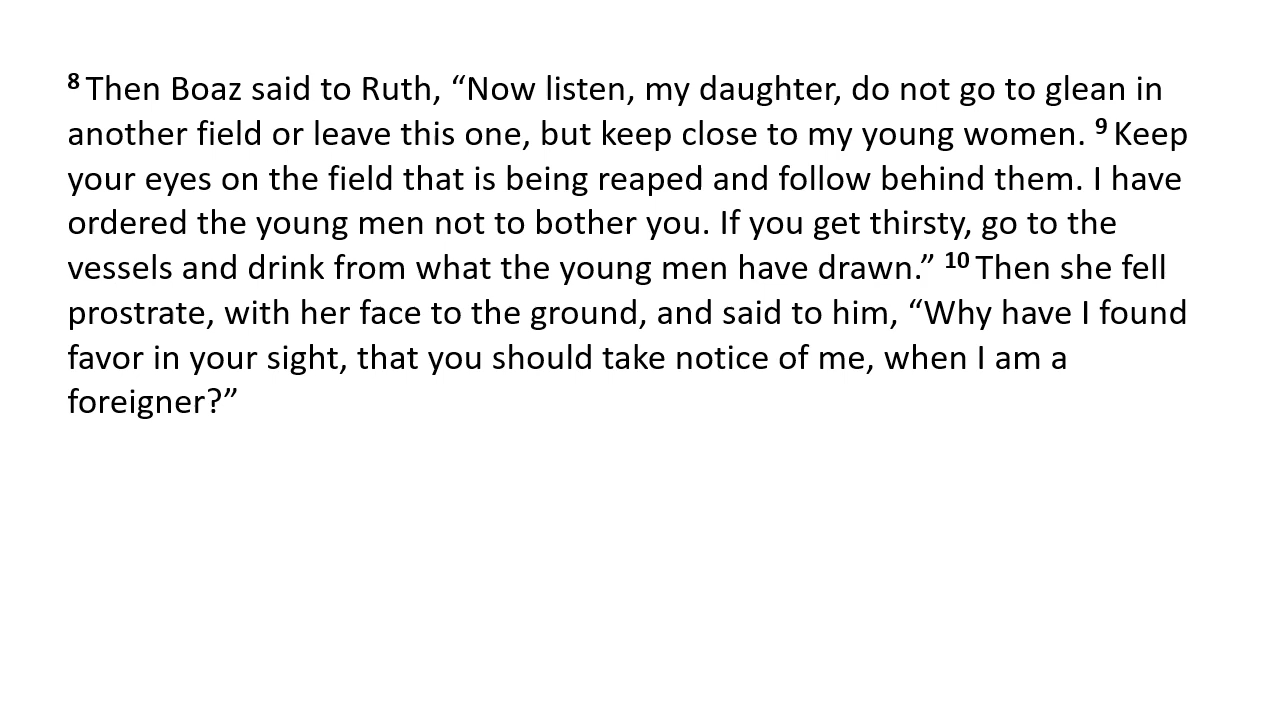 8 Then Boaz said to Ruth, “Now listen, my daughter, do not go to glean in
another field or leave this one, but keep close to my young women. 9 Keep
your eyes on the field that is being reaped and follow behind them. I have
ordered the young men not to bother you. If you get thirsty, go to the
vessels and drink from what the young men have drawn.” 10 Then she fell
prostrate, with her face to the ground, and said to him, “Why have I found
favor in your sight, that you should take notice of me, when I am a
foreigner?”